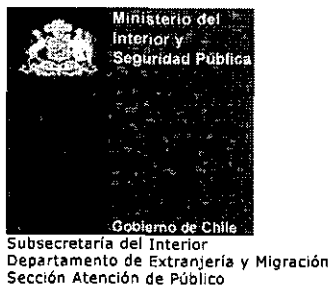 Ministerio del
Interior y
Seguridad Pública
Gobierno de Chile
Subsecretaría del Interior
Departamento de Extranjería y Migración
Sección Atención de Público